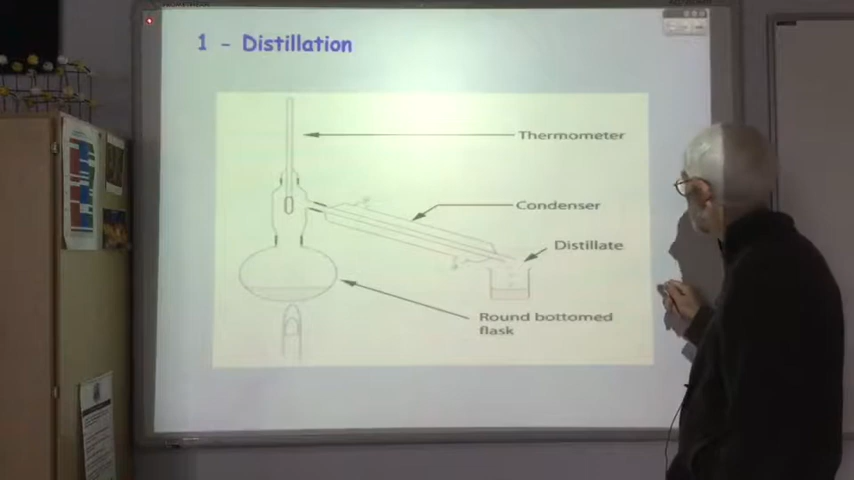 1 - Distillation
Thermometer
Condenser
Distillate
Round bottomed
flask